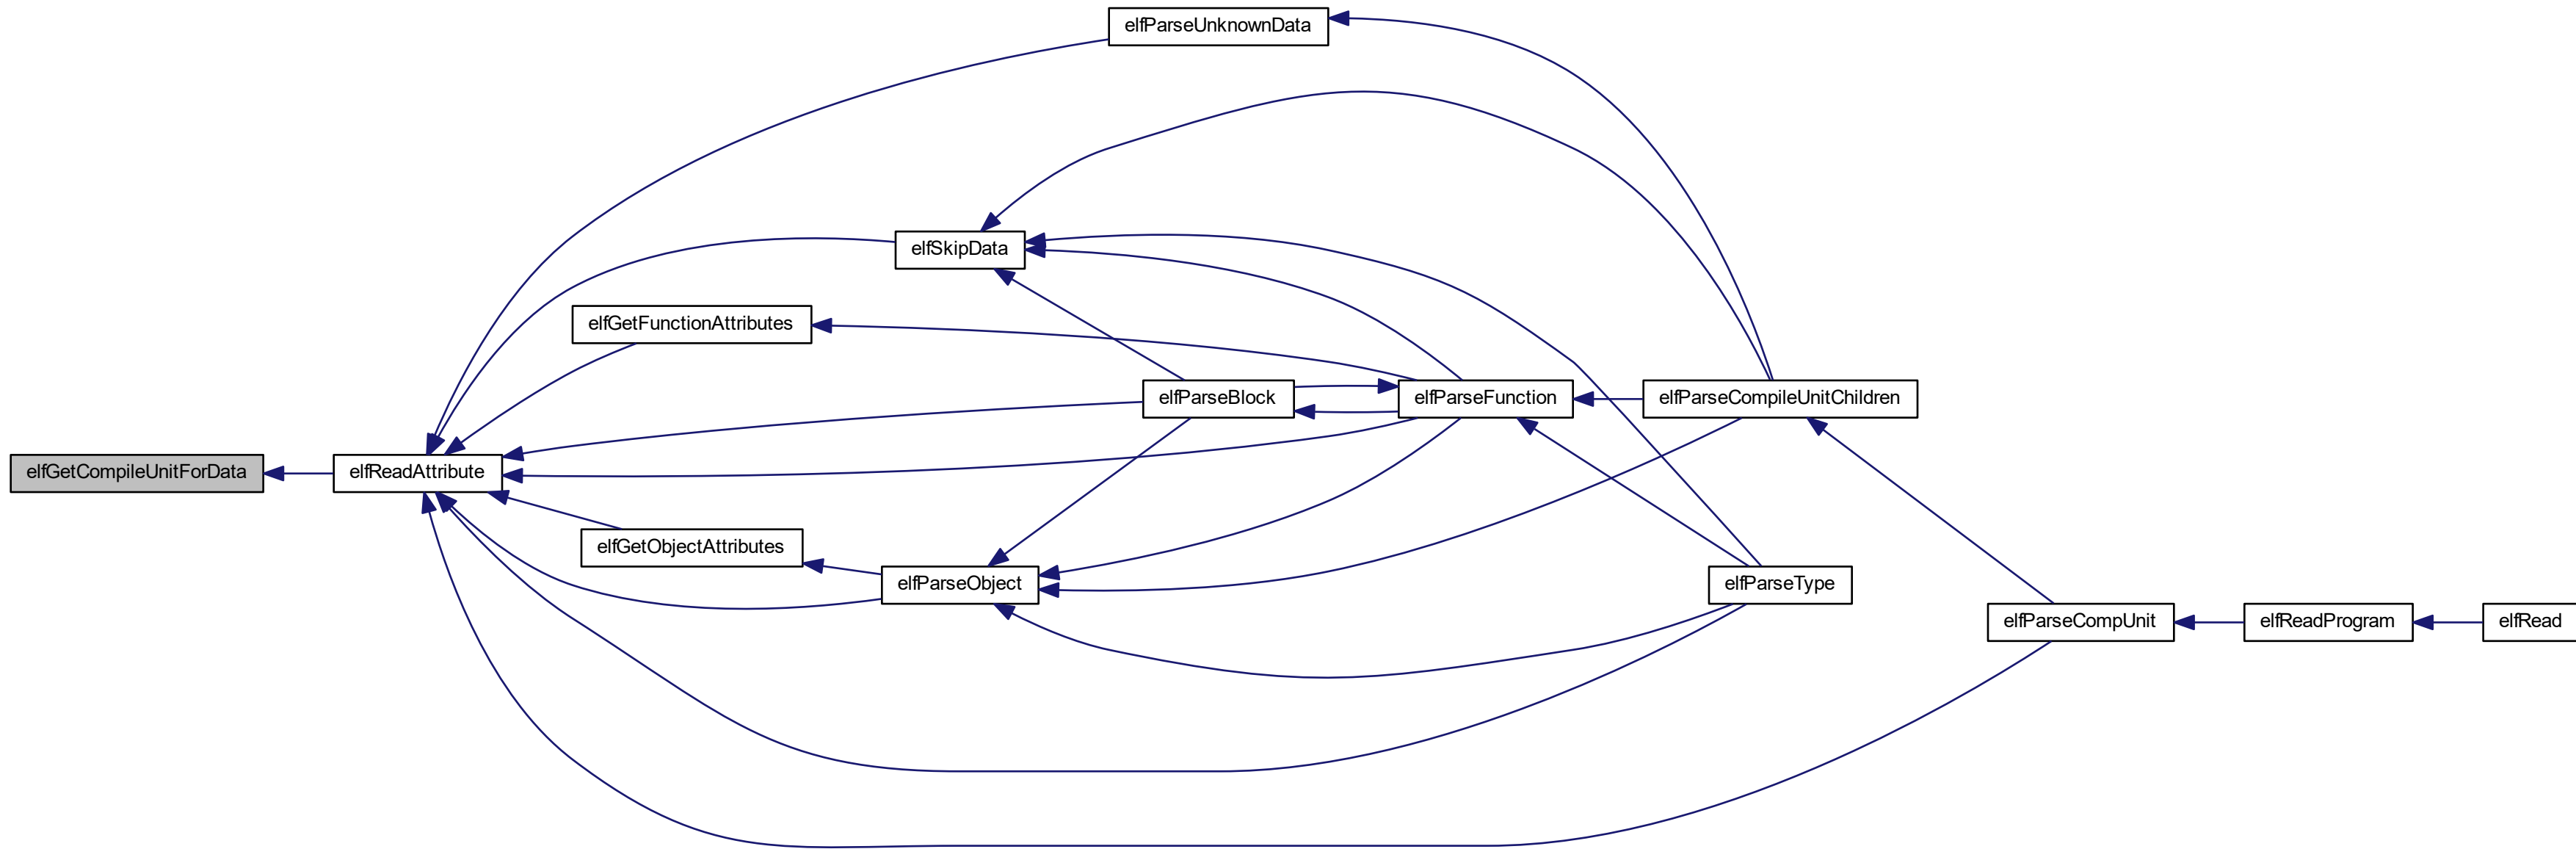 elfParseUnknownData
elfSkipData
elfGetFunctionAttributes
elfParseBlock
elfParseFunction
elfParseCompileUnitChildren
elfGetCompileUnitForData
elfReadAttribute
elfGetObjectAttributes
elfParseObject
elfParseType
elfParseCompUnit
elfReadProgram
elfRead